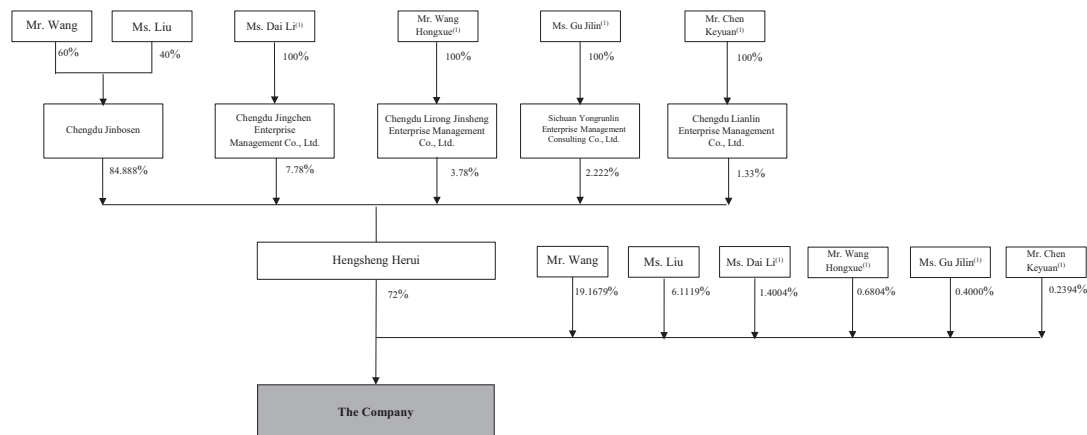 Mr. Wang
Ms. Liu
Ms. Dai Li(1)
Mr. Wang
Hongxue(1)
Ms. Gu Jilin(1)
Mr. Chen
Keyuan(1)
60%
40%
100%
100%
100%
100%
Chengdu Jinbosen
Chengdu Jingchen
Enterprise
Management Co., Ltd.
Chengdu Lirong Jinsheng
Enterprise Management
Co., Ltd.
Sichuan Yongrunlin
Enterprise Management
Consulting Co., Ltd.
Chengdu Lianlin
Enterprise Management
Co., Ltd.
84.888%
7.78%
3.78%
2.222%
1.33%
Hengsheng Herui
Mr. Wang
Ms. Liu
Ms. Dai Li(1)
Mr. Wang
Hongxue(1)
Ms. Gu Jilin(1)
Mr. Chen
Keyuan(1)
72%
19.1679%
6.1119%
1.4004%
0.6804%
0.4000%
0.2394%
The Company